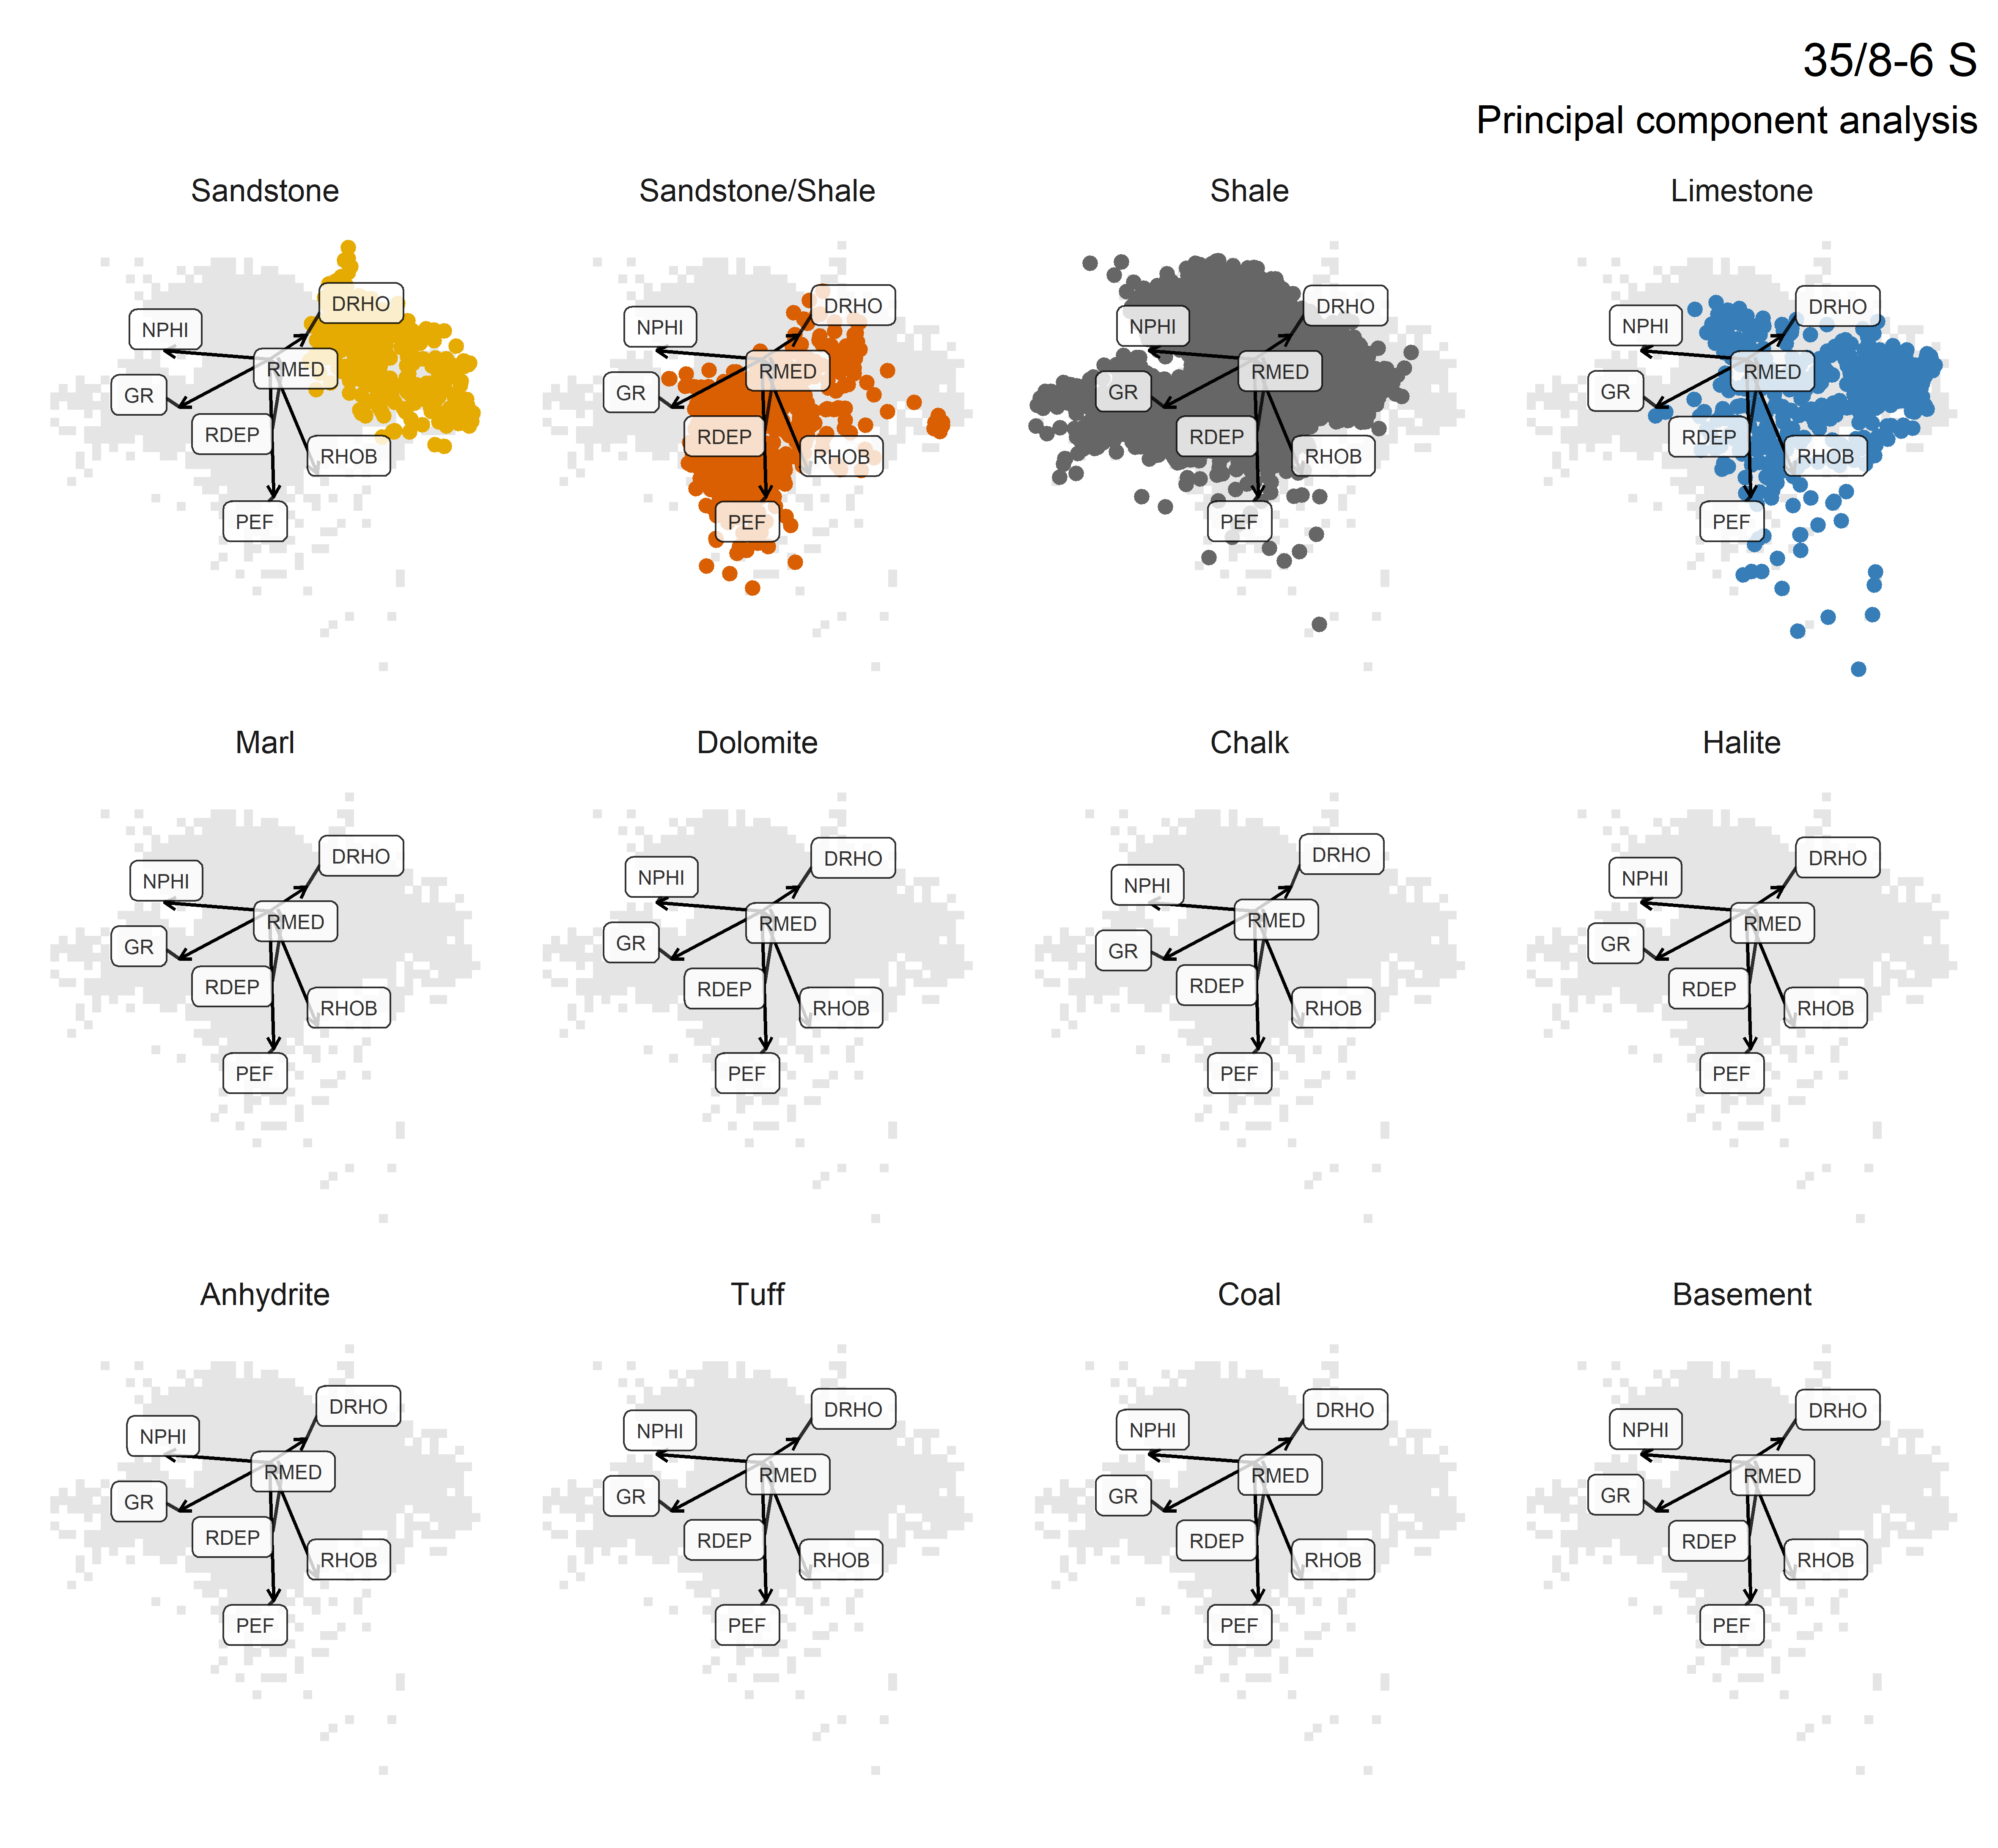 35/8-6 S
Principal component analysis
Sandstone
Sandstone/Shale
Shale
Limestone
DRHO
NPHI
RMED
GR
RDEP
RHOB
PEF
DRHO
NPHI
RMED
GR
RDEP
RHOB
PEF
DRHO
NPHI
RMED
GR
RDEP
RHOB
PEF
DRHO
NPHI
RMED
GR
RDEP
RHOB
PEF
Marl
Dolomite
Chalk
Halite
DRHO
NPHI
RMED
GR
RDEP
RHOB
PEF
DRHO
NPHI
RMED
GR
RDEP
RHOB
PEF
DRHO
NPHI
RMED
GR
RDEP
RHOB
PEF
DRHO
NPHI
RMED
GR
RDEP
RHOB
PEF
Anhydrite
Tuff
Coal
Basement
DRHO
NPHI
RMED
GR
RDEP
RHOB
PEF
DRHO
NPHI
RMED
GR
RDEP
RHOB
PEF
DRHO
NPHI
RMED
GR
RDEP
RHOB
PEF
DRHO
NPHI
RMED
GR
RDEP
RHOB
PEF